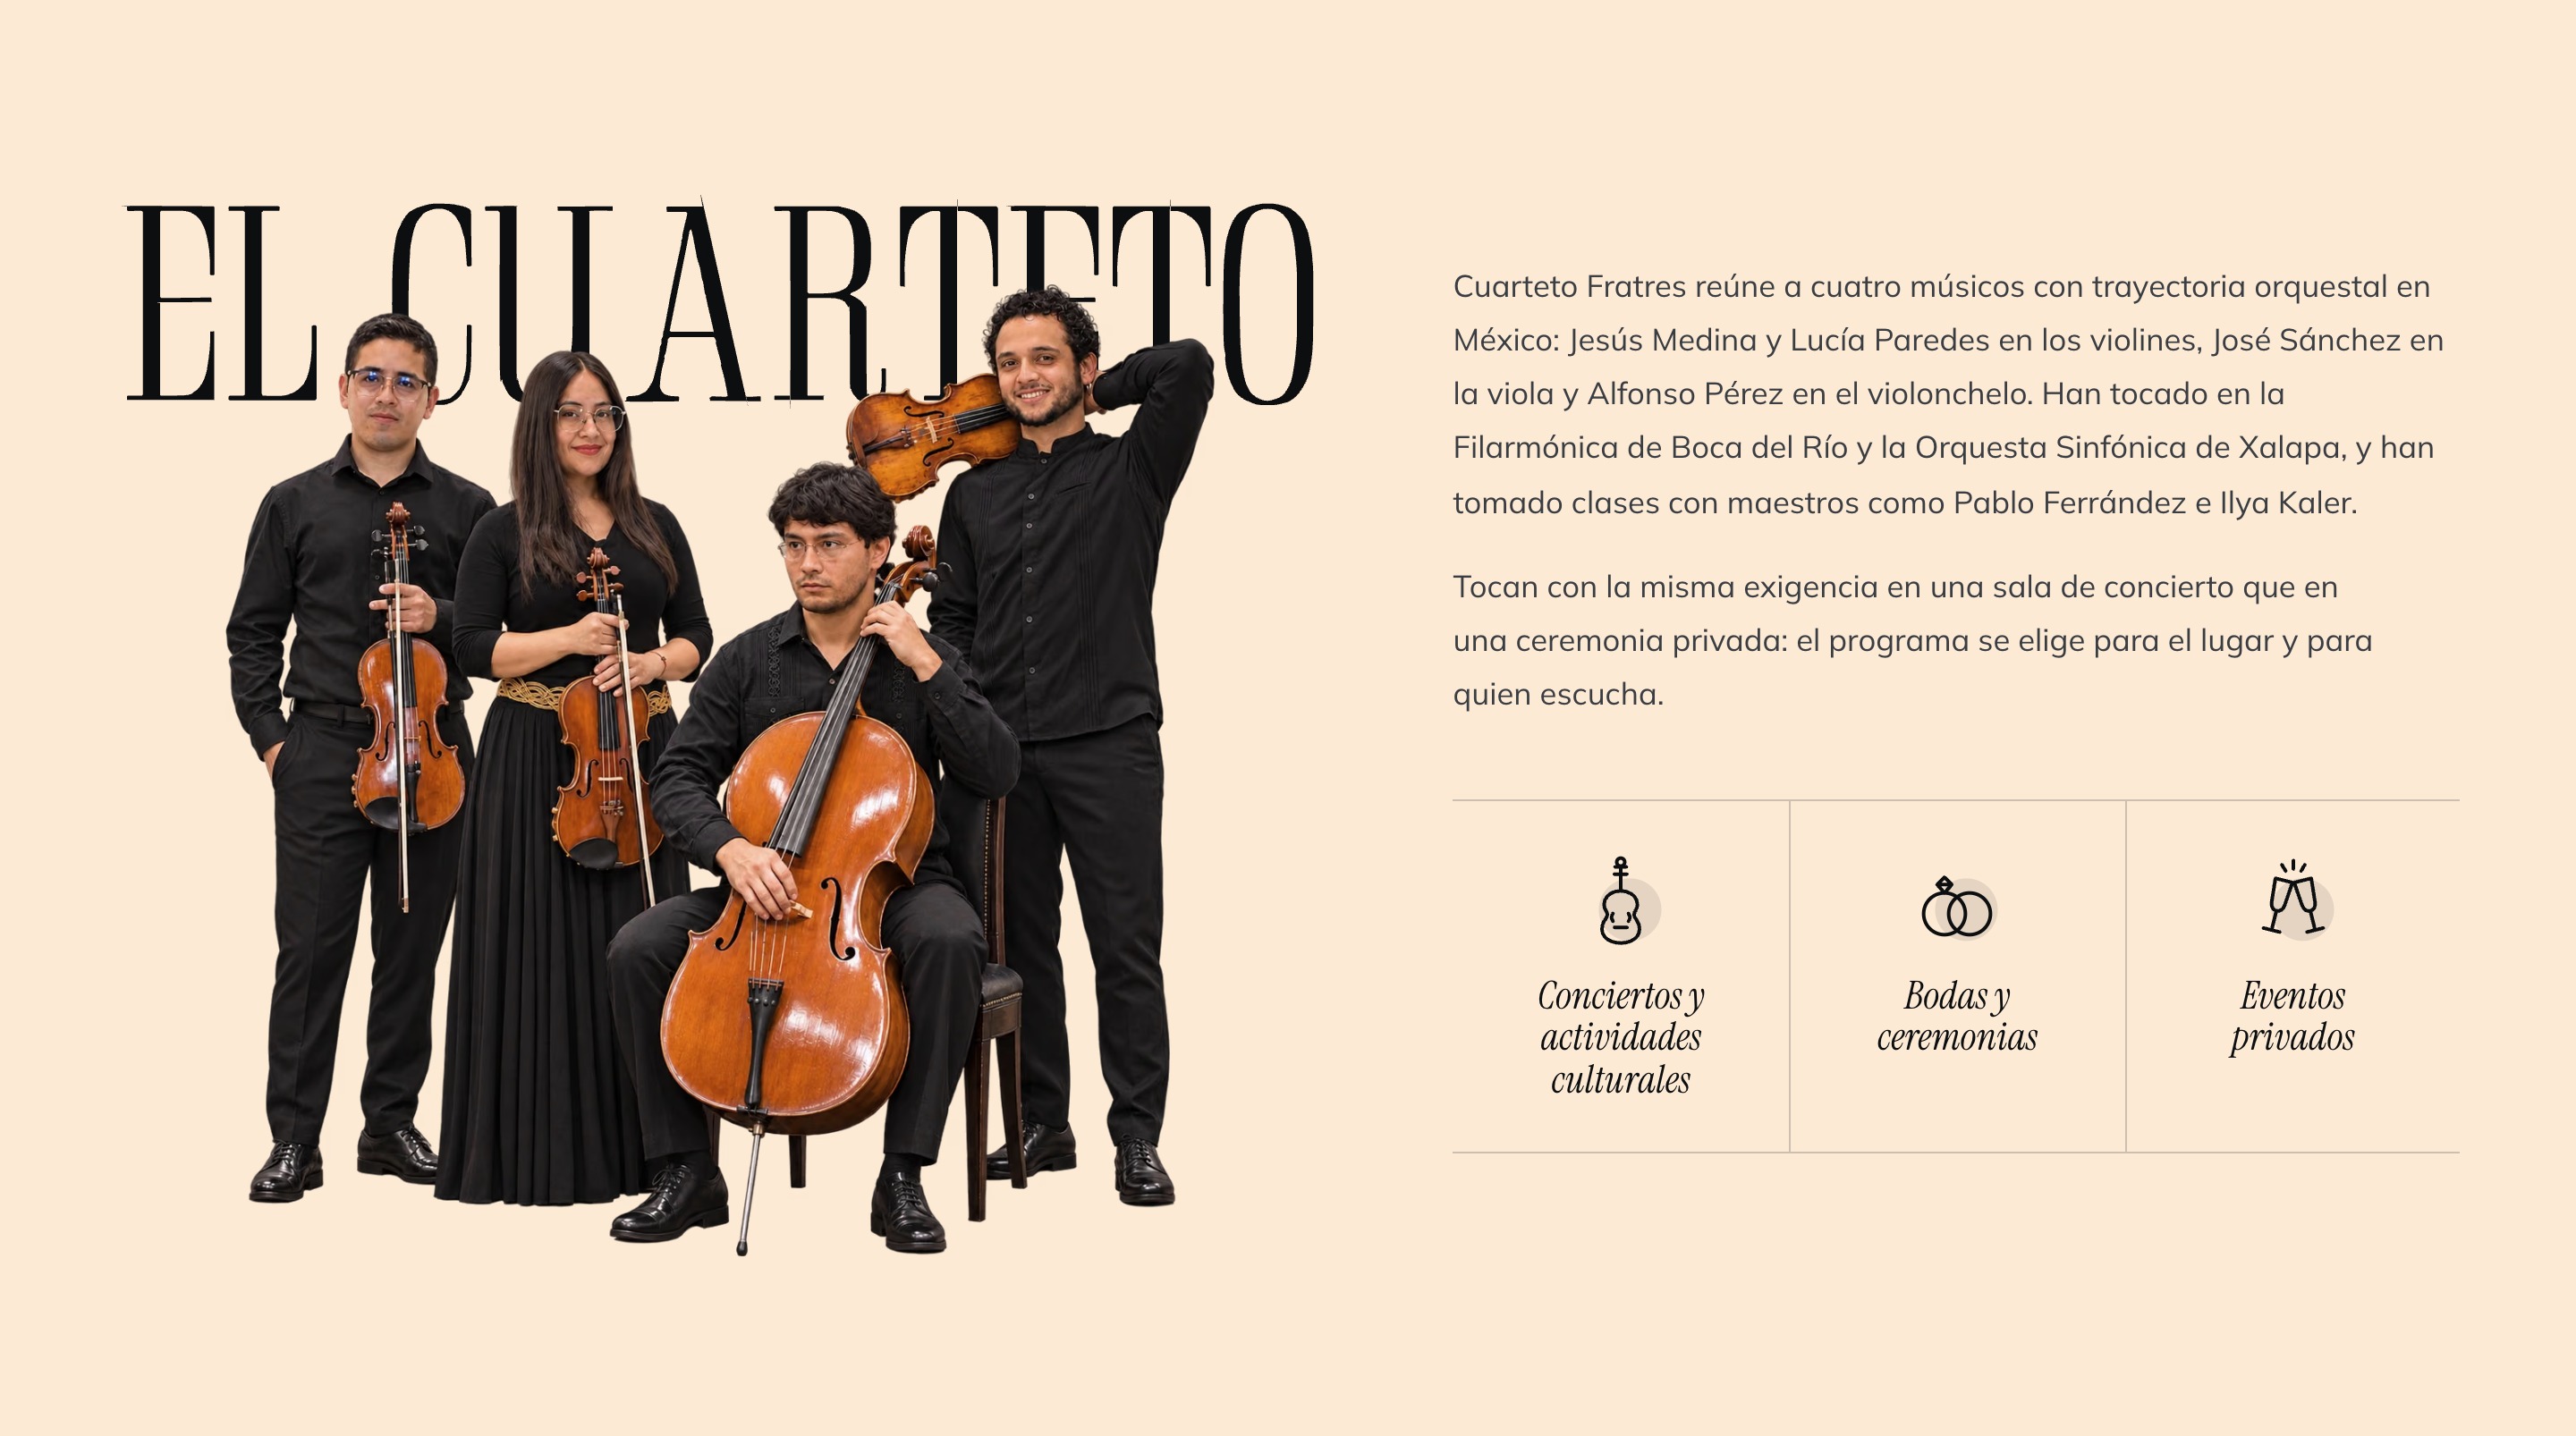 EL CUARTETO
Cuarteto Fratres reúne a cuatro músicos con trayectoria orquestal en
México: Jesús Medina y Lucía Paredes en los violines, José Sánchez en
la viola y Alfonso Pérez en el violonchelo. Han tocado en la
Filarmónica de Boca del Río y la Orquesta Sinfónica de Xalapa, y han
tomado clases con maestros como Pablo Ferrández e Ilya Kaler.
Tocan con la misma exigencia en una sala de concierto que en
una ceremonia privada: el programa se elige para el lugar y para
quien escucha.
Conciertos y
actividades
culturales
Bodas y
ceremonias
Eventos
privados